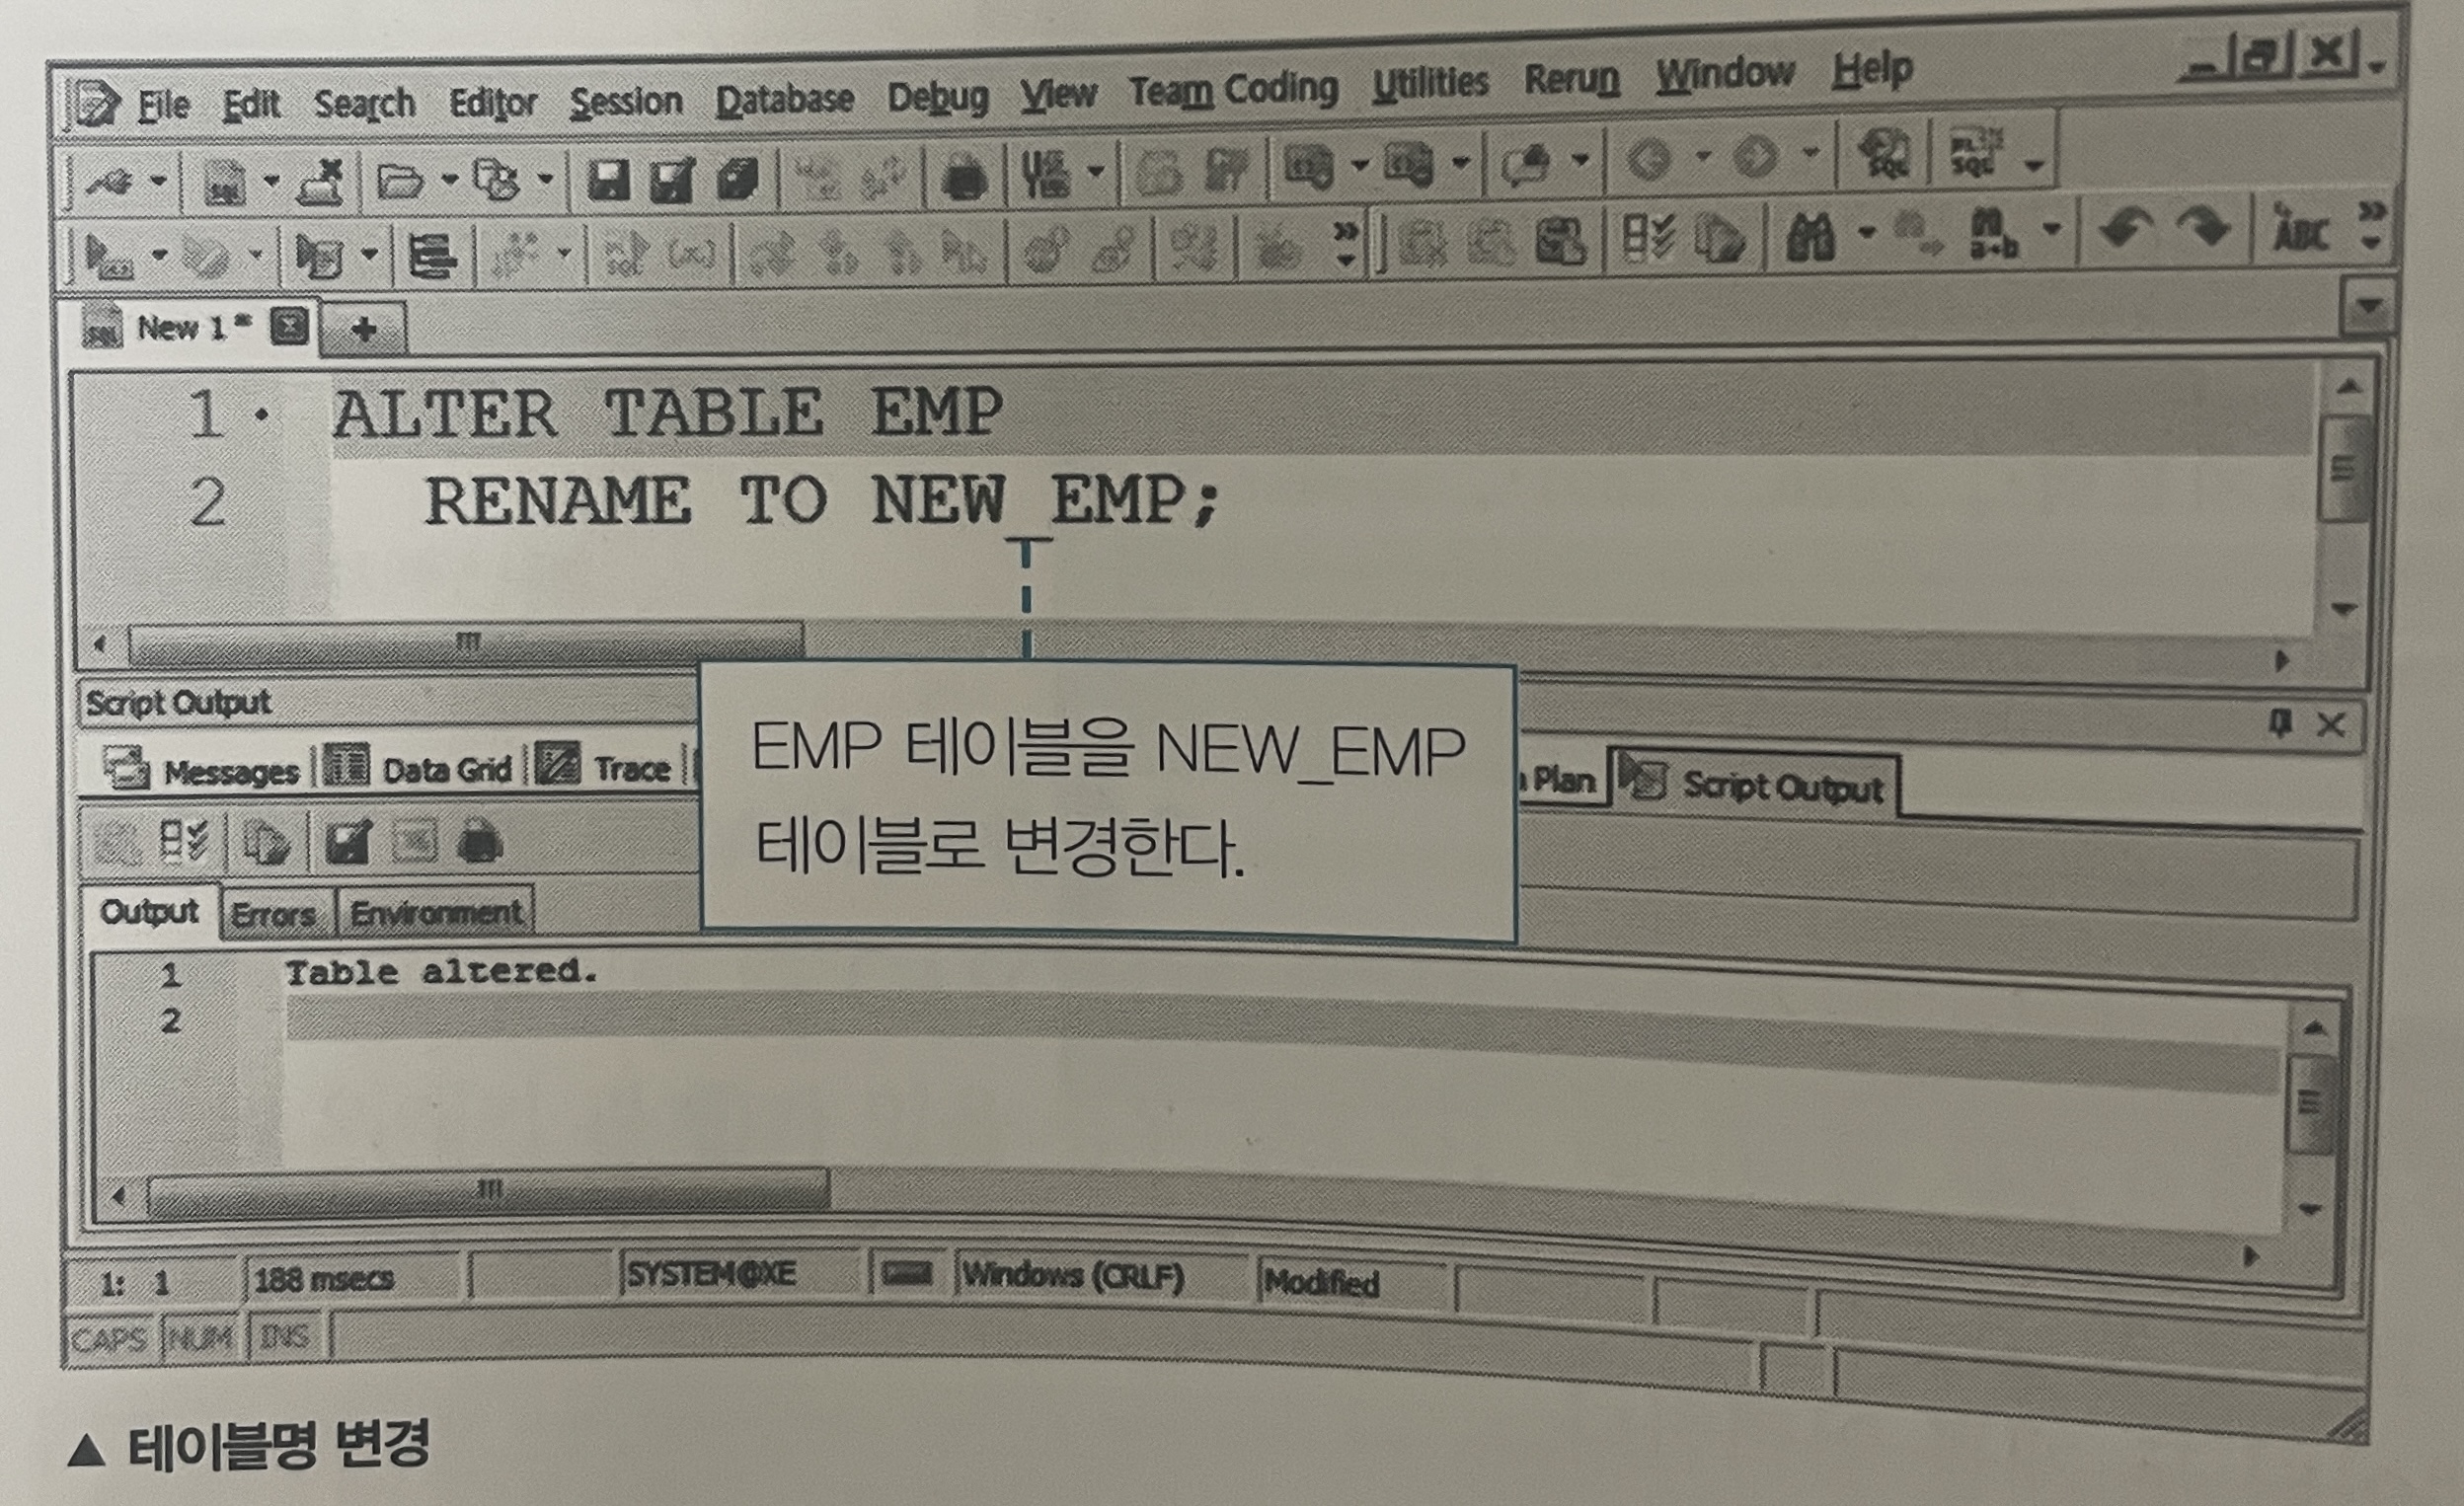 File Edit Search Editor Session Database Debug View Team Coding Utilities Rerun Window Help
New 1*
1 ALTER TABLE EMP
2 RENAME TO NEW_EMP;
EMP 테이블을 NEW_EMP
테이블로 변경한다.
Script Output
Messages Data Grid Trace Plan Script Output
Output Errors Environment
1 Table altered.
2
1: 1 188 msecs SYSTEM@XE Windows (CRLF) Modified
CAPS NUM INS
▲ 테이블명 변경